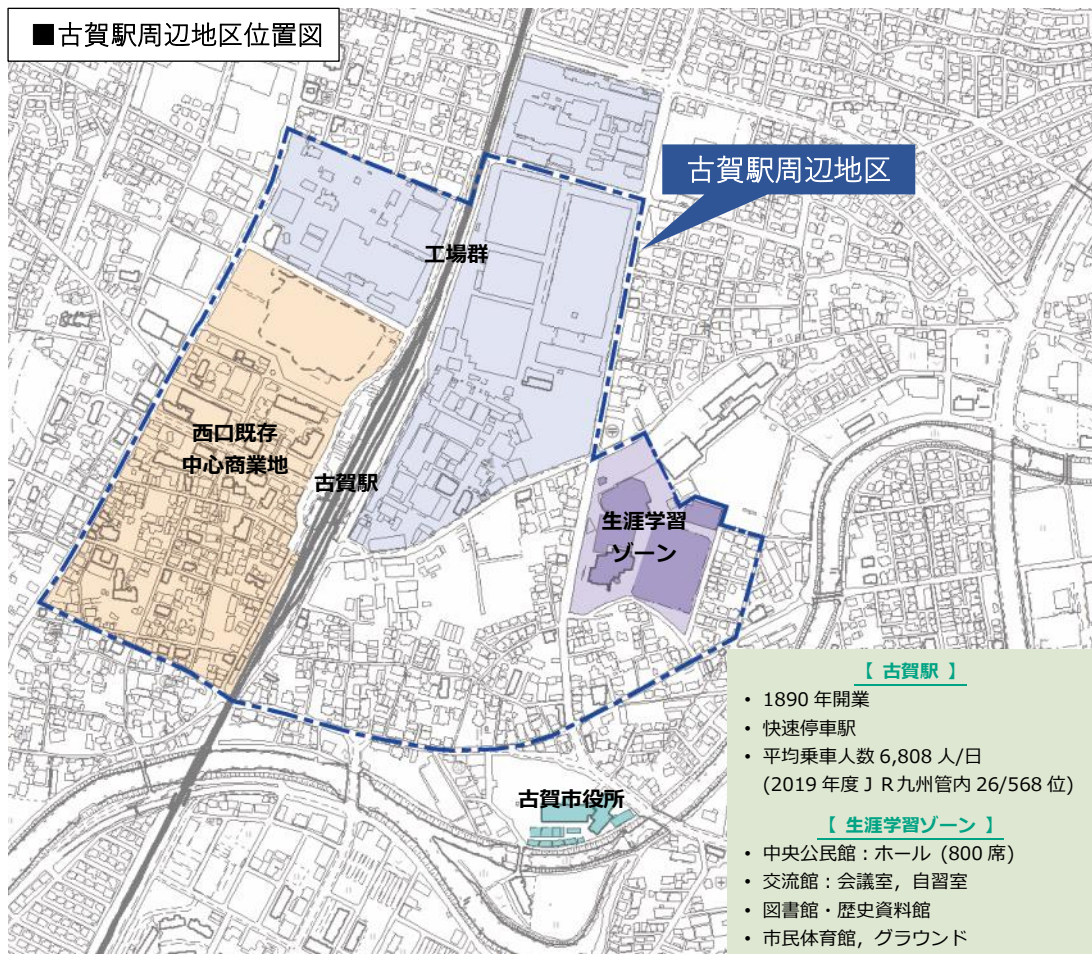 ■古賀駅周辺地区位置図
古賀駅周辺地区
工場群
西口既存
中心商業地
古賀駅
生涯学習
ゾーン
古賀市役所
【 古賀駅 】
・ 1890 年開業
・ 快速停車駅
・ 平均乗車人数 6,808 人/日
(2019 年度ＪＲ九州管内 26/568 位)
【 生涯学習ゾーン 】
・ 中央公民館：ホール (800 席)
・ 交流館：会議室，自習室
・ 図書館・歴史資料館
・ 市民体育館，グラウンド